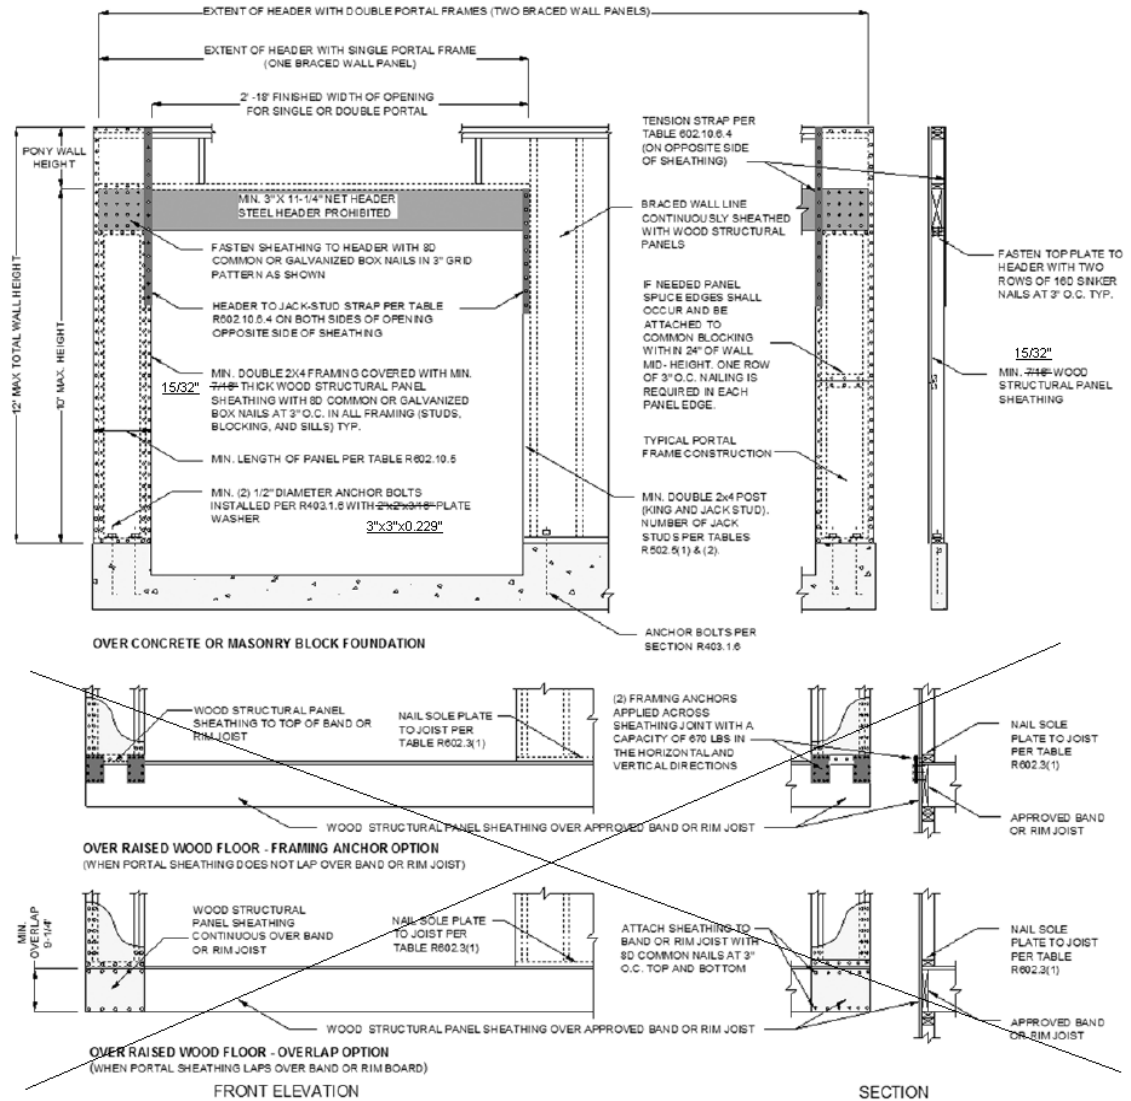 EXTENT OF HEADER WITH DOUBLE PORTAL FRAMES (TWO BRACED WALL PANELS)
EXTENT OF HEADER WITH SINGLE PORTAL FRAME
(ONE BRACED WALL PANEL)
2' -18' FINISHED WIDTH OF OPENING
FOR SINGLE OR DOUBLE PORTAL
PONY WALL
HEIGHT
12' MAX TOTAL WALL HEIGHT
10' MAX. HEIGHT
MIN. 3" X 11-1/4" NET HEADER
STEEL HEADER PROHIBITED
FASTEN SHEATHING TO HEADER WITH 8D
COMMON OR GALVANIZED BOX NAILS IN 3" GRID
PATTERN AS SHOWN
HEADER TO JACK-STUD STRAP PER TABLE
R602.10.6.4 ON BOTH SIDES OF OPENING
OPPOSITE SIDE OF SHEATHING
MIN. DOUBLE 2X4 FRAMING COVERED WITH MIN.
15/32" 7/16" THICK WOOD STRUCTURAL PANEL
SHEATHING WITH 8D COMMON OR GALVANIZED
BOX NAILS AT 3" O.C. IN ALL FRAMING (STUDS,
BLOCKING, AND SILLS) TYP.
MIN. LENGTH OF PANEL PER TABLE R602.10.5
MIN. (2) 1/2" DIAMETER ANCHOR BOLTS
INSTALLED PER R403.1.6 WITH 2"x2"x3/16" PLATE
WASHER
3"x3"x0.229"
TENSION STRAP PER
TABLE 602.10.6.4
(ON OPPOSITE SIDE
OF SHEATHING)
BRACED WALL LINE
CONTINUOUSLY SHEATHED
WITH WOOD STRUCTURAL
PANELS
IF NEEDED PANEL
SPLICE EDGES SHALL
OCCUR AND BE
ATTACHED TO
COMMON BLOCKING
WITHIN 24" OF WALL
MID- HEIGHT. ONE ROW
OF 3" O.C. NAILING IS
REQUIRED IN EACH
PANEL EDGE.
TYPICAL PORTAL
FRAME CONSTRUCTION
MIN. DOUBLE 2x4 POST
(KING AND JACK STUD).
NUMBER OF JACK
STUDS PER TABLES
R502.5(1) & (2).
ANCHOR BOLTS PER
SECTION R403.1.6
FASTEN TOP PLATE TO
HEADER WITH TWO
ROWS OF 16D SINKER
NAILS AT 3" O.C. TYP.
15/32"
MIN. 7/16" WOOD
STRUCTURAL PANEL
SHEATHING
OVER CONCRETE OR MASONRY BLOCK FOUNDATION
WOOD STRUCTURAL PANEL
SHEATHING TO TOP OF BAND OR
RIM JOIST
NAIL SOLE PLATE
TO JOIST PER
TABLE R602.3(1)
(2) FRAMING ANCHORS
APPLIED ACROSS
SHEATHING JOINT WITH A
CAPACITY OF 670 LBS IN
THE HORIZONTAL AND
VERTICAL DIRECTIONS
NAIL SOLE
PLATE TO JOIST
PER TABLE
R602.3(1)
WOOD STRUCTURAL PANEL SHEATHING OVER APPROVED BAND OR RIM JOIST
APPROVED BAND
OR RIM JOIST
OVER RAISED WOOD FLOOR - FRAMING ANCHOR OPTION
(WHEN PORTAL SHEATHING DOES NOT LAP OVER BAND OR RIM JOIST)
MIN.
OVERLAP
9-1/4"
WOOD STRUCTURAL
PANEL SHEATHING
CONTINUOUS OVER BAND
OR RIM JOIST
NAIL SOLE PLATE
TO JOIST PER
TABLE R602.3(1)
ATTACH SHEATHING TO
BAND OR RIM JOIST WITH
8D COMMON NAILS AT 3"
O.C. TOP AND BOTTOM
NAIL SOLE
PLATE TO JOIST
PER TABLE
R602.3(1)
WOOD STRUCTURAL PANEL SHEATHING OVER APPROVED BAND OR RIM JOIST
APPROVED BAND
OR RIM JOIST
OVER RAISED WOOD FLOOR - OVERLAP OPTION
(WHEN PORTAL SHEATHING LAPS OVER BAND OR RIM BOARD)
FRONT ELEVATION
SECTION